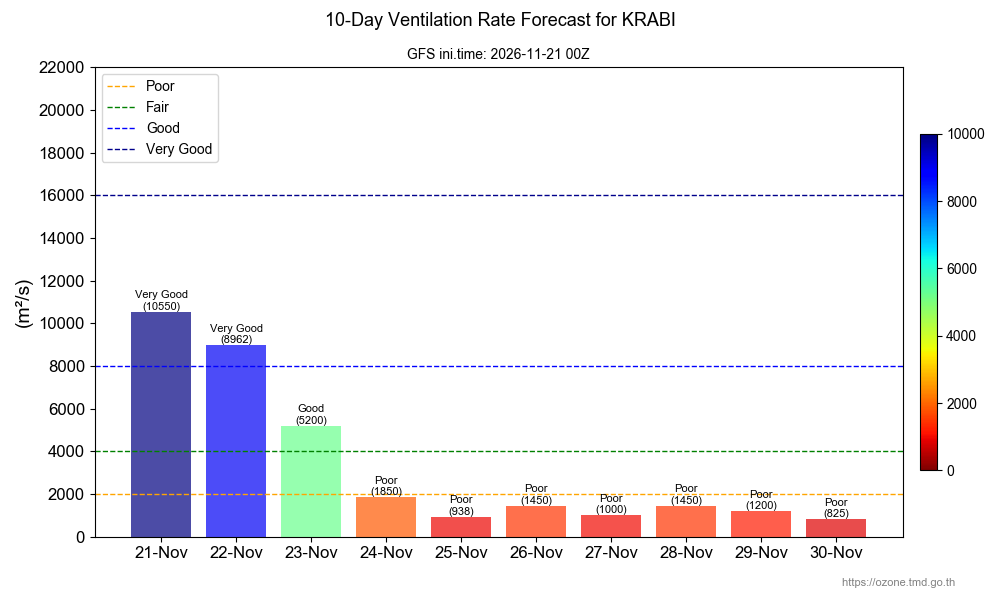 10-Day Ventilation Rate Forecast for KRABI
GFS ini.time: 2026-11-21 00Z
(m²/s)
22000
20000
18000
16000
14000
12000
10000
8000
6000
4000
2000
0
Poor
Fair
Good
Very Good
Very Good
(10550)
Very Good
(8962)
Good
(5200)
Poor
(1850)
Poor
(938)
Poor
(1450)
Poor
(1000)
Poor
(1450)
Poor
(1200)
Poor
(825)
21-Nov 22-Nov 23-Nov 24-Nov 25-Nov 26-Nov 27-Nov 28-Nov 29-Nov 30-Nov
10000
8000
6000
4000
2000
0
https://ozone.tmd.go.th